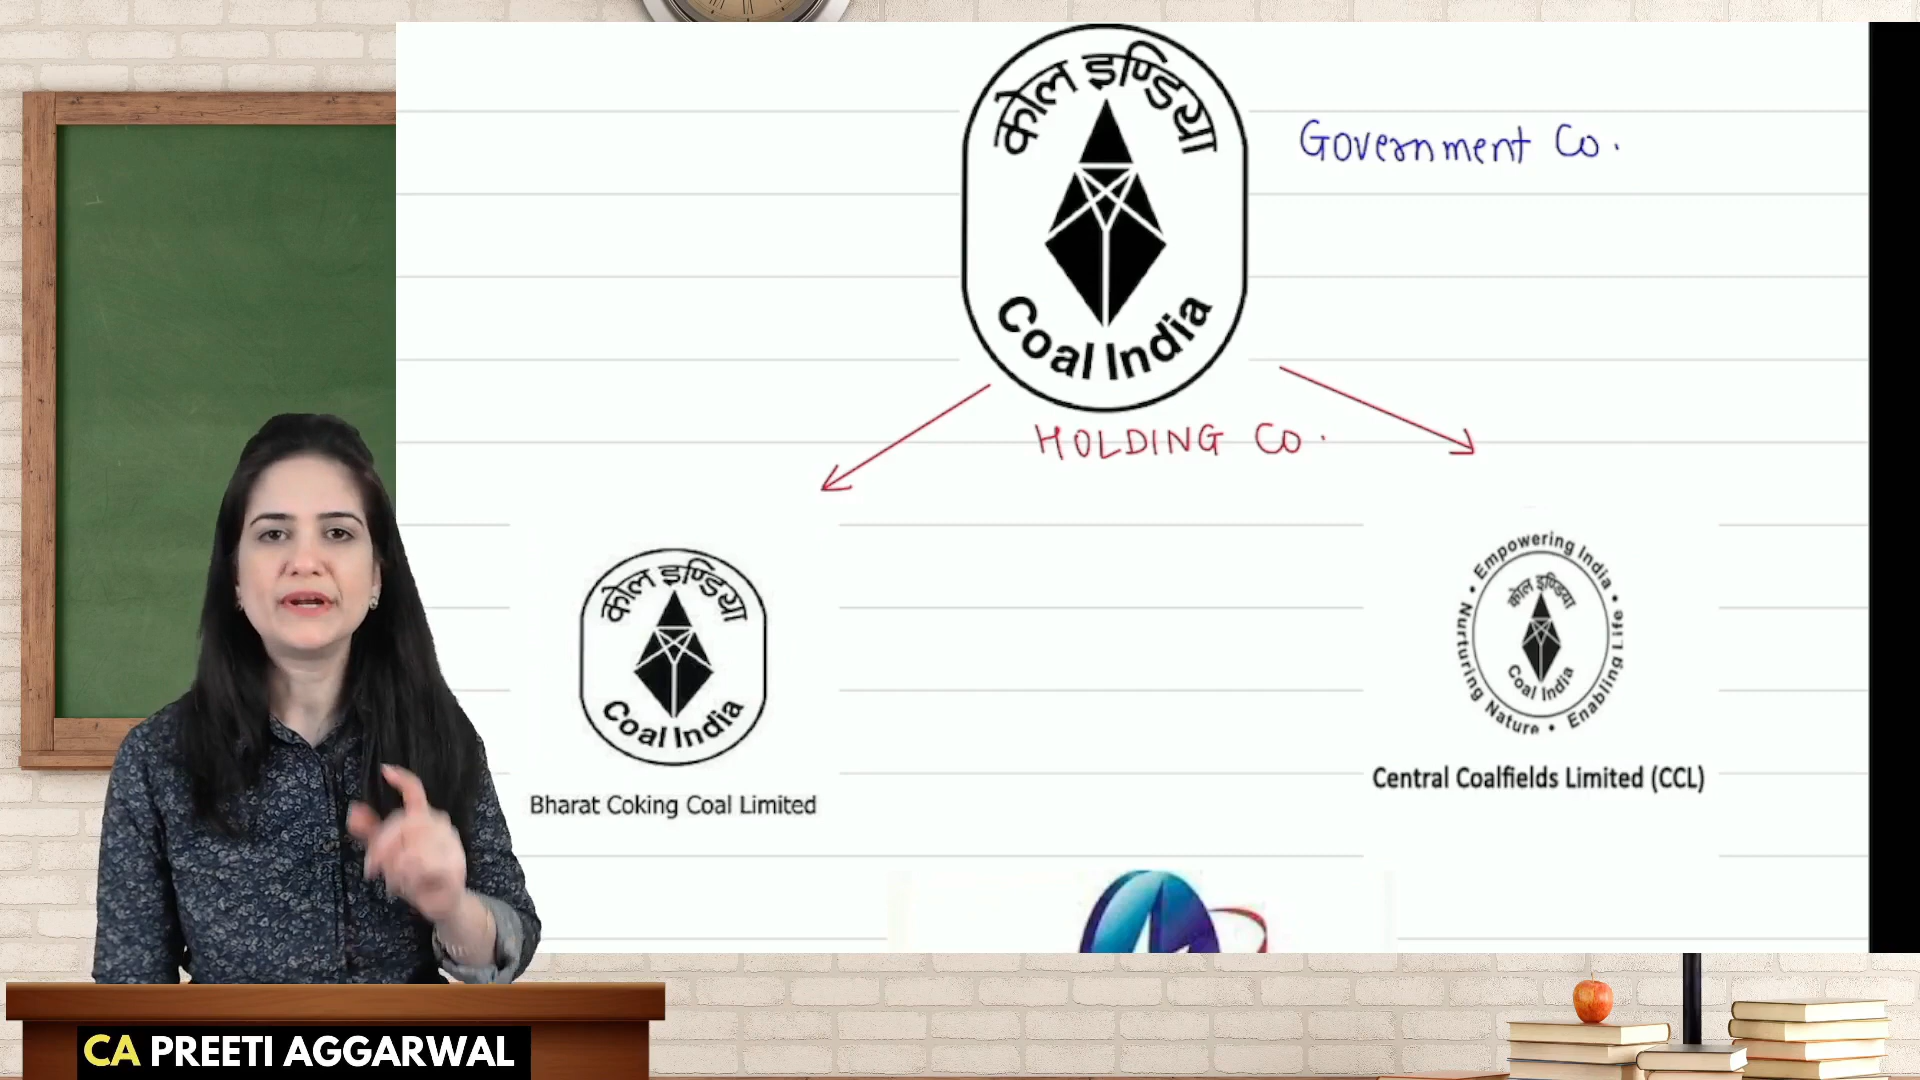 कोल इण्डिया
Coal India
Government Co.
HOLDING Co.
कोल इण्डिया
Coal India
Bharat Coking Coal Limited
• Empowering India • Enabling Life • Nurturing Nature
कोल इण्डिया
Coal India
Central Coalfields Limited (CCL)
CA PREETI AGGARWAL